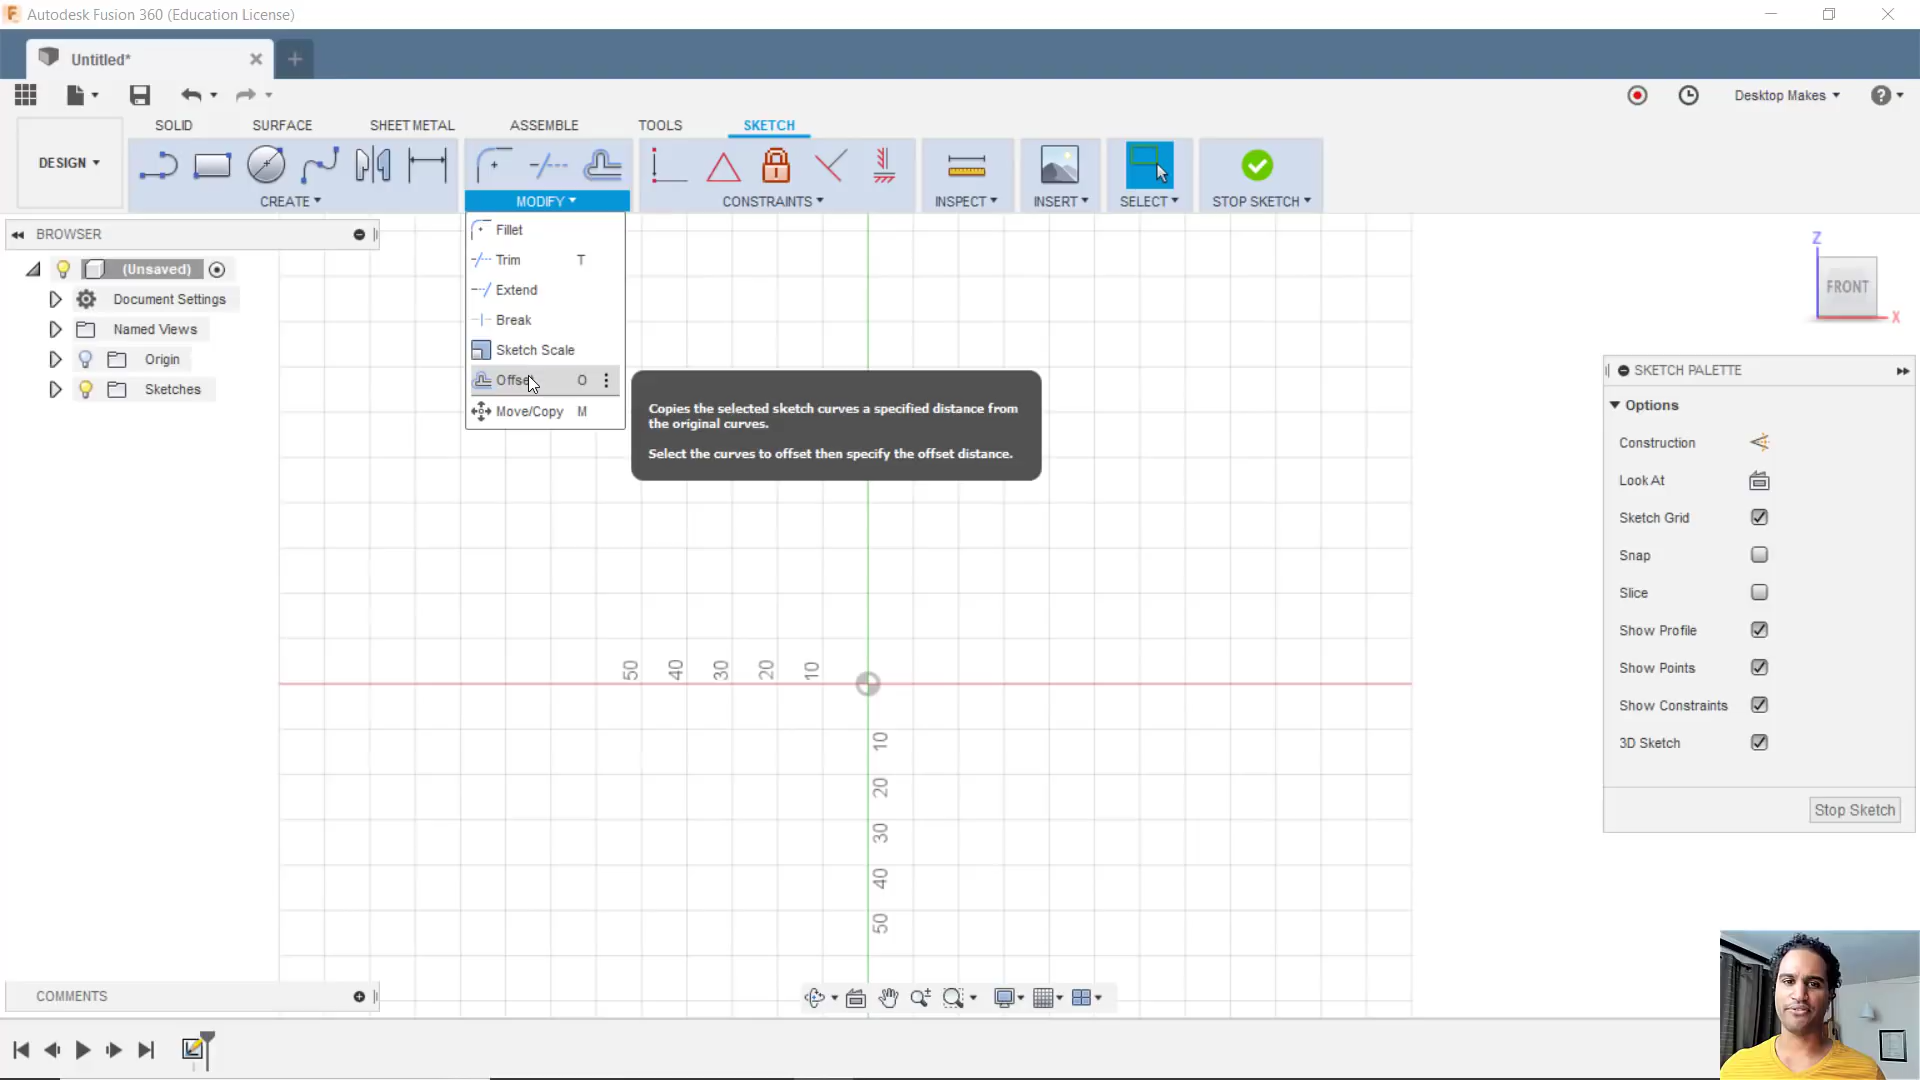 Autodesk Fusion 360 (Education License)
Untitled*
Desktop Makes
SOLID
SURFACE
SHEET METAL
ASSEMBLE
TOOLS
SKETCH
DESIGN
CREATE
MODIFY
CONSTRAINTS
INSPECT
INSERT
SELECT
STOP SKETCH
BROWSER
(Unsaved)
Document Settings
Named Views
Origin
Sketches
Fillet
Trim T
Extend
Break
Sketch Scale
Offset O
Move/Copy M
Copies the selected sketch curves a specified distance from
the original curves.
Select the curves to offset then specify the offset distance.
Z
FRONT
X
SKETCH PALETTE
Options
Construction
Look At
Sketch Grid
Snap
Slice
Show Profile
Show Points
Show Constraints
3D Sketch
Stop Sketch
50 40 30 20 10
10
20
30
40
50
COMMENTS